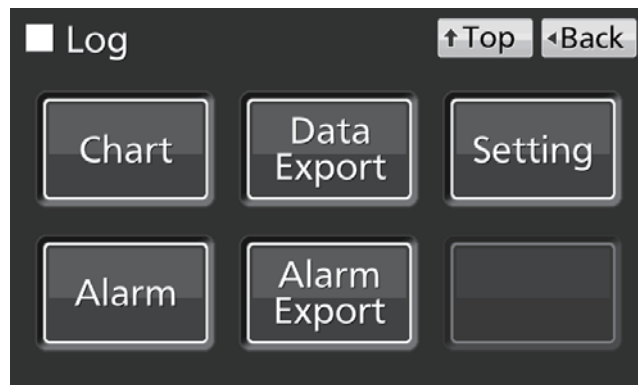 Log
↑Top
◂Back
Chart
Data
Export
Setting
Alarm
Alarm
Export